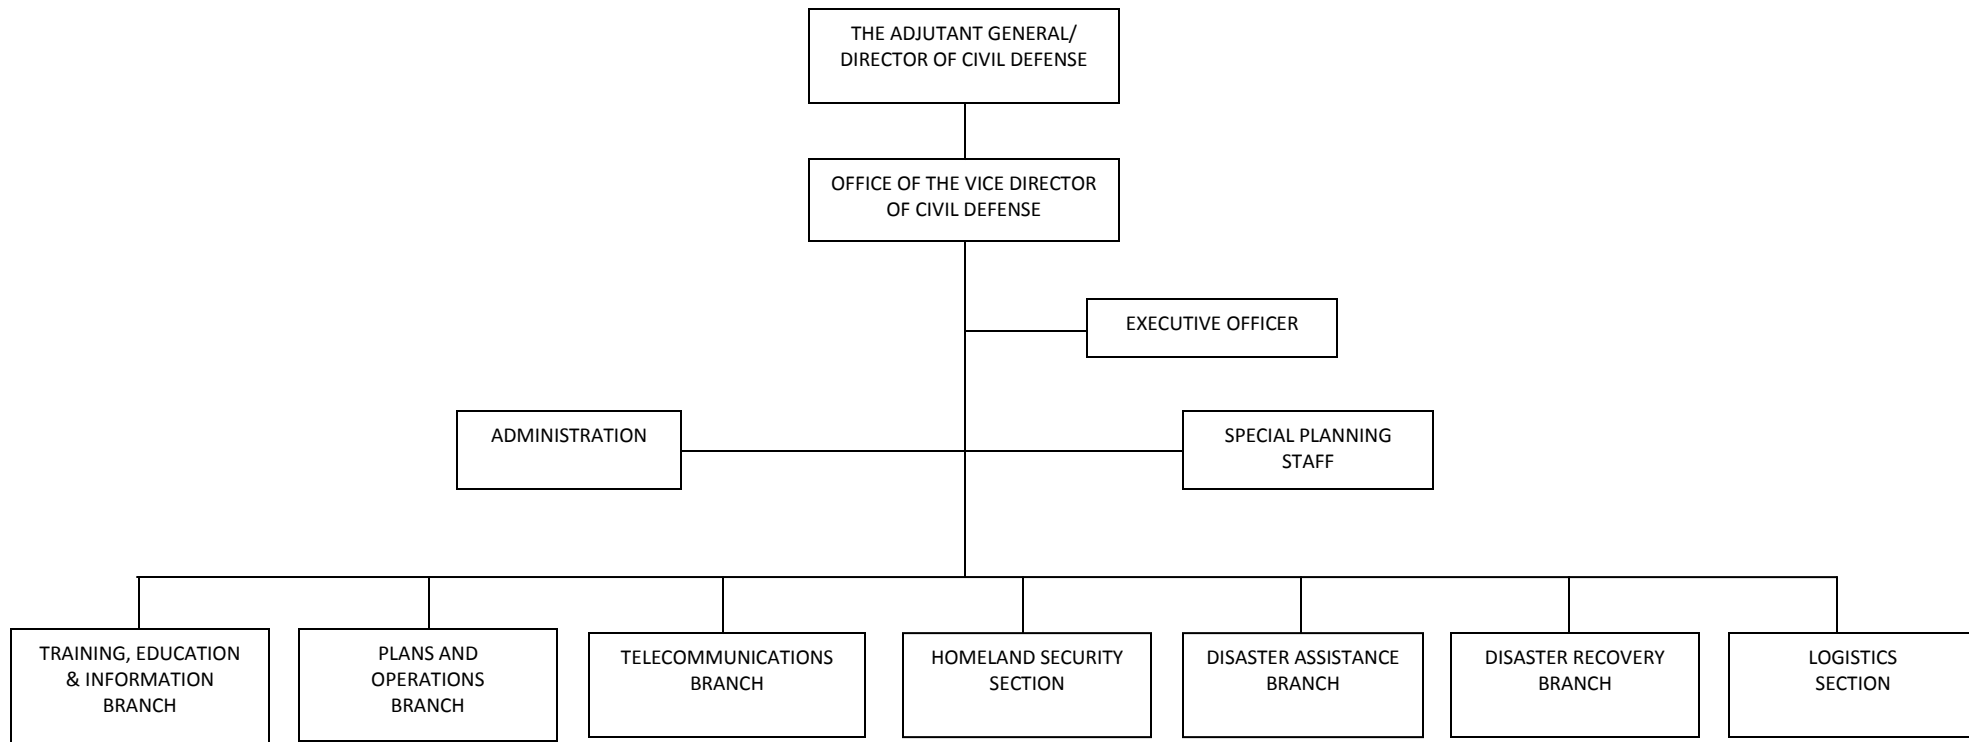 THE ADJUTANT GENERAL/
DIRECTOR OF CIVIL DEFENSE
OFFICE OF THE VICE DIRECTOR
OF CIVIL DEFENSE
EXECUTIVE OFFICER
ADMINISTRATION
SPECIAL PLANNING
STAFF
TRAINING, EDUCATION
& INFORMATION
BRANCH
PLANS AND
OPERATIONS
BRANCH
TELECOMMUNICATIONS
BRANCH
HOMELAND SECURITY
SECTION
DISASTER ASSISTANCE
BRANCH
DISASTER RECOVERY
BRANCH
LOGISTICS
SECTION